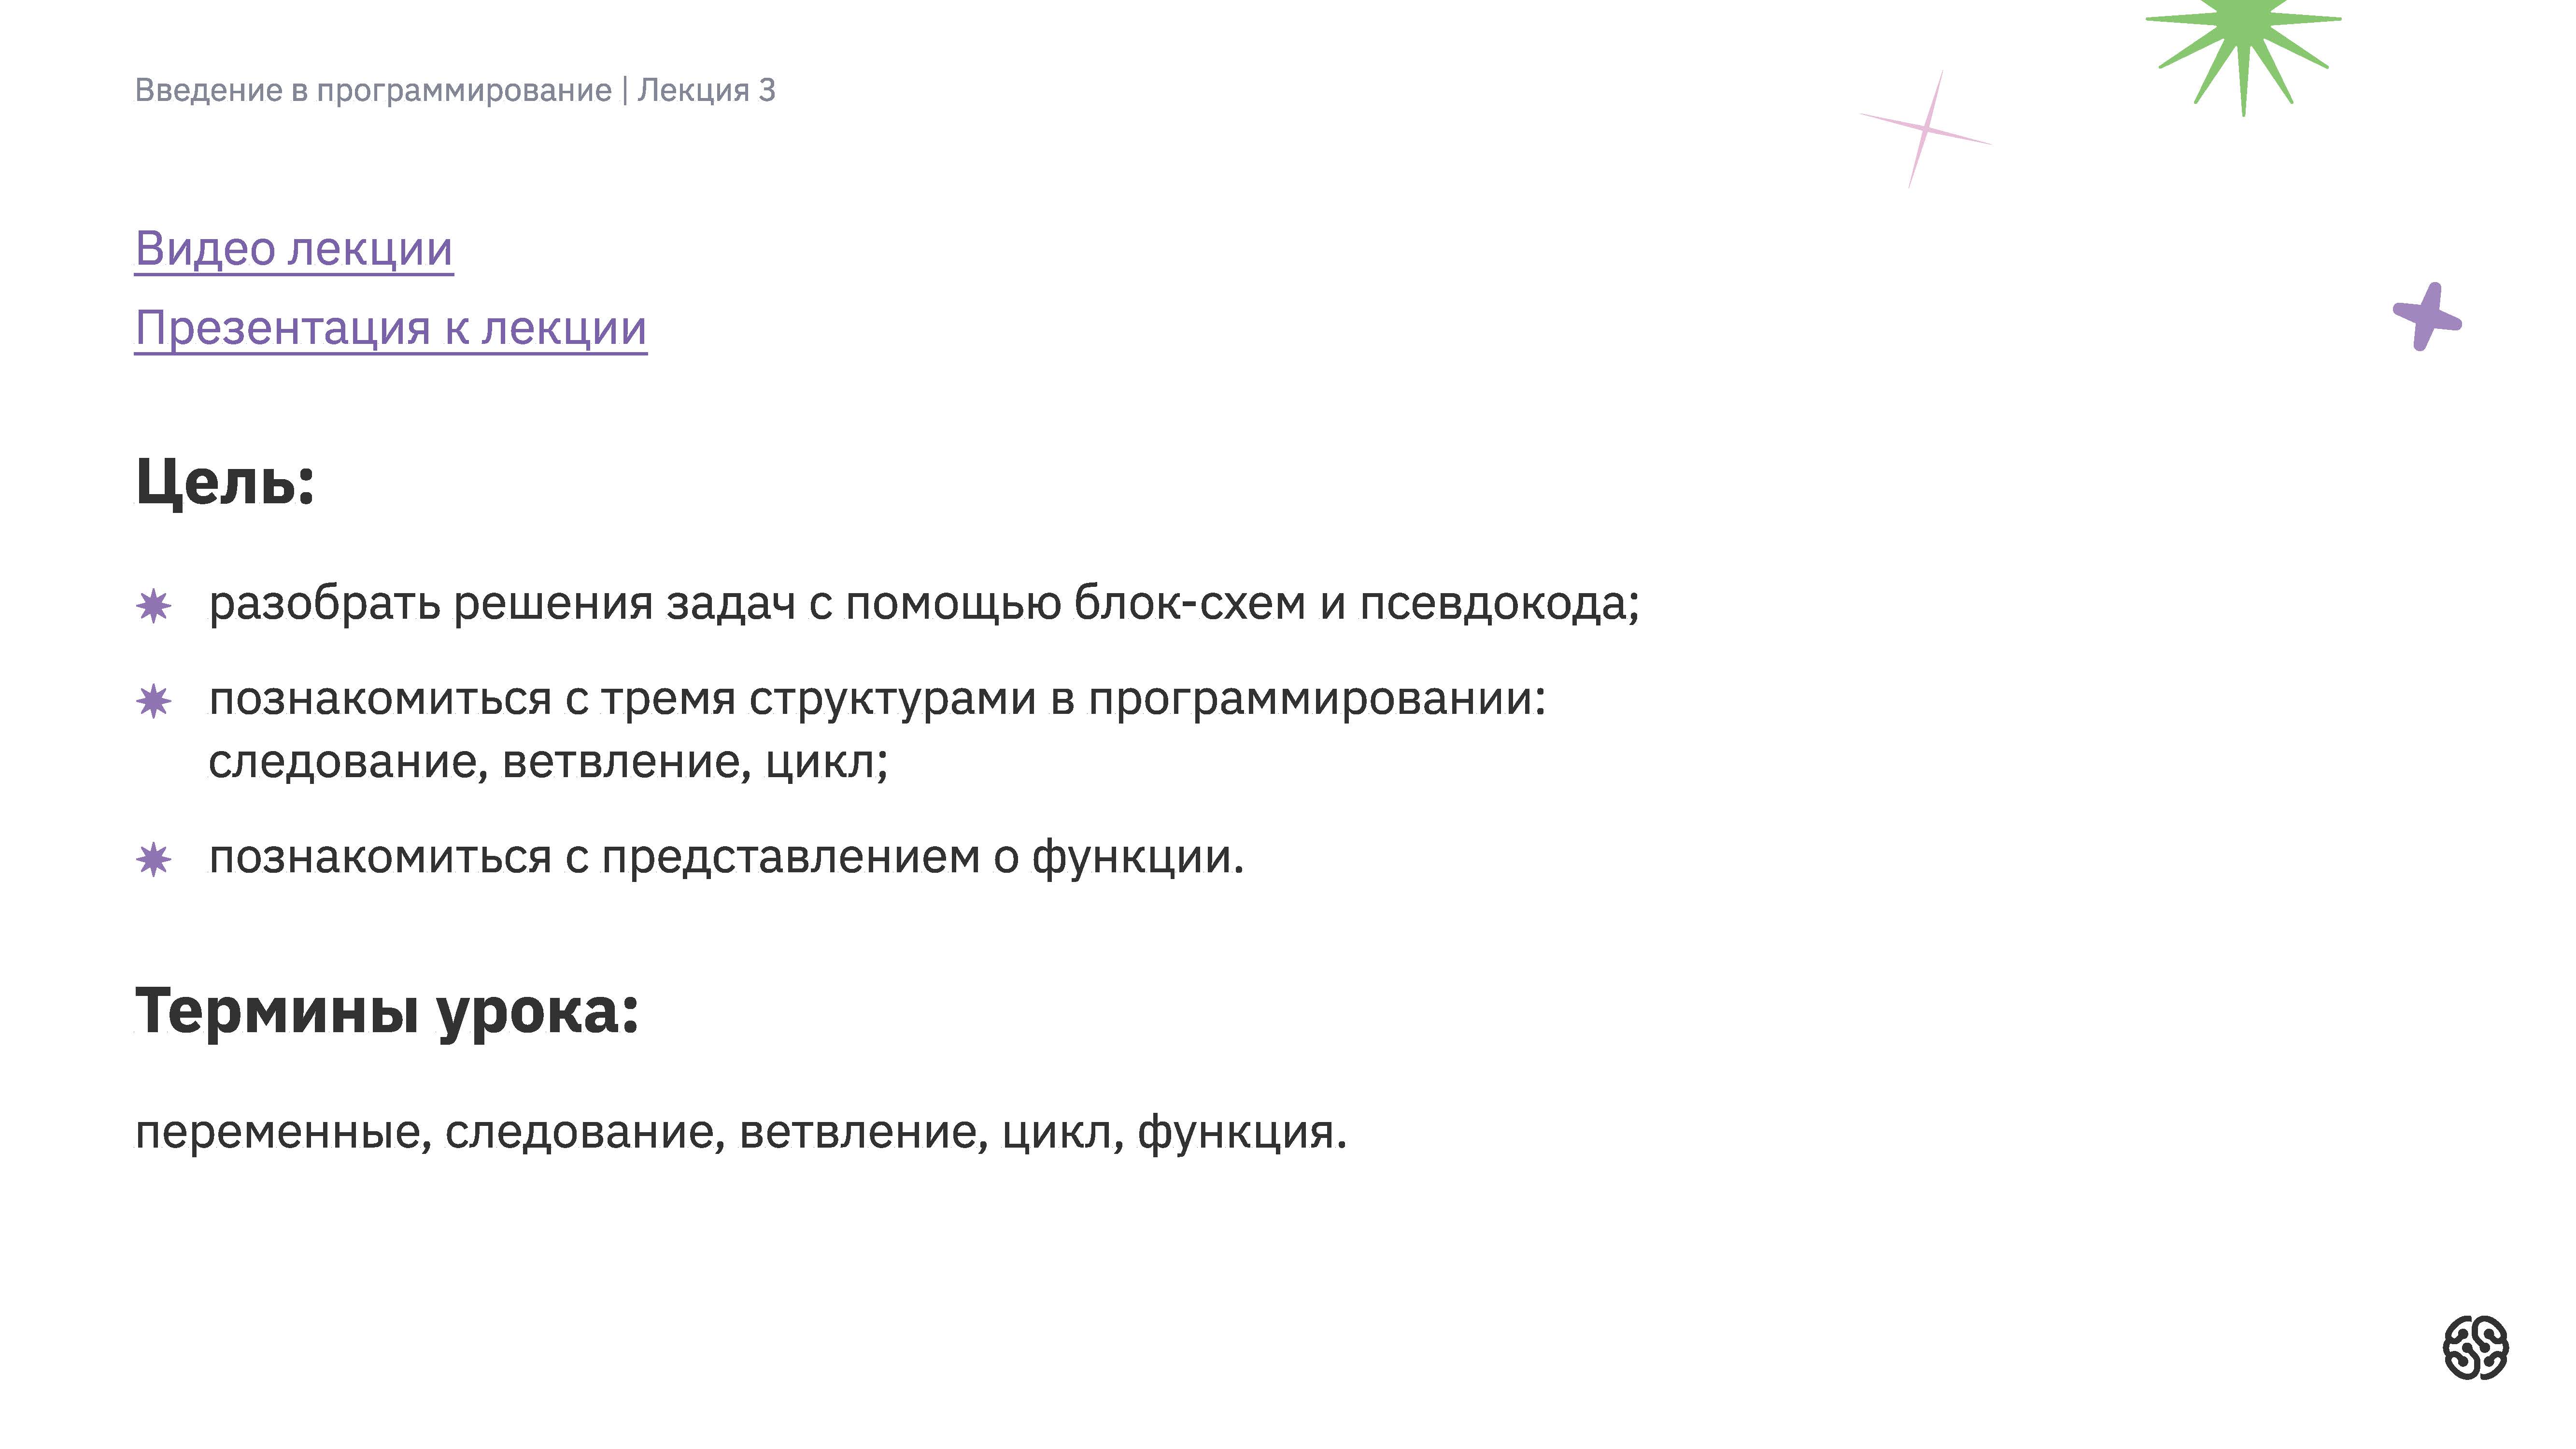 Введение в программирование | Лекция 3
Видео лекции
Презентация к лекции
Цель:
разобрать решения задач с помощью блок-схем и псевдокода;
познакомиться с тремя структурами в программировании:
следование, ветвление, цикл;
познакомиться с представлением о функции.
Термины урока:
переменные, следование, ветвление, цикл, функция.